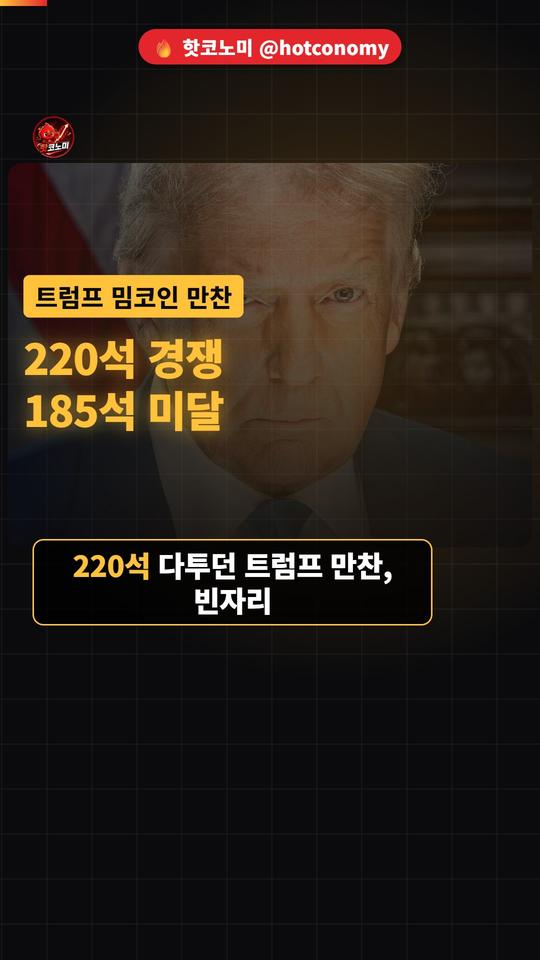 핫코노미 @hotconomy
핫코노미
트럼프 밈코인 만찬
220석 경쟁
185석 미달
220석 다투던 트럼프 만찬,
빈자리